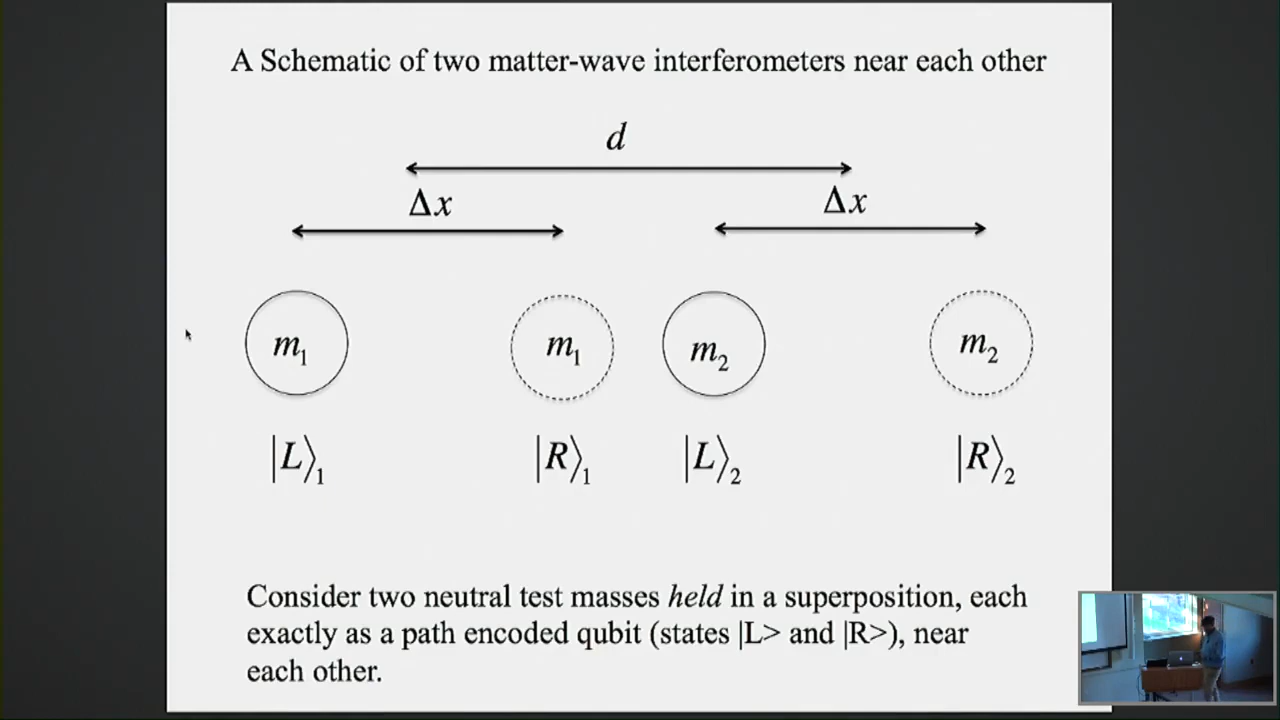 A Schematic of two matter-wave interferometers near each other
d
Δx Δx
m₁ m₁ m₂ m₂
|L⟩₁ |R⟩₁ |L⟩₂ |R⟩₂
Consider two neutral test masses held in a superposition, each
exactly as a path encoded qubit (states |L> and |R>), near
each other.